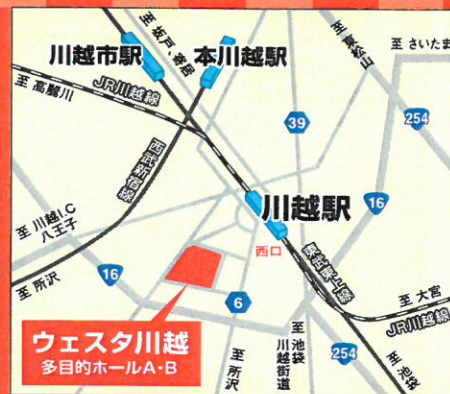 至 坂戸、寄居
至 東松山
至 さいたま
川越市駅
本川越駅
JR川越線
至 高麗川
39
254
西武新宿線
川越駅
16
至 川越I.C
八王子
西口
東武東上線
至 所沢
16
6
至 大宮
JR川越線
ウェスタ川越
多目的ホールA・B
至 所沢
至 池袋
川越街道
254
至 池袋